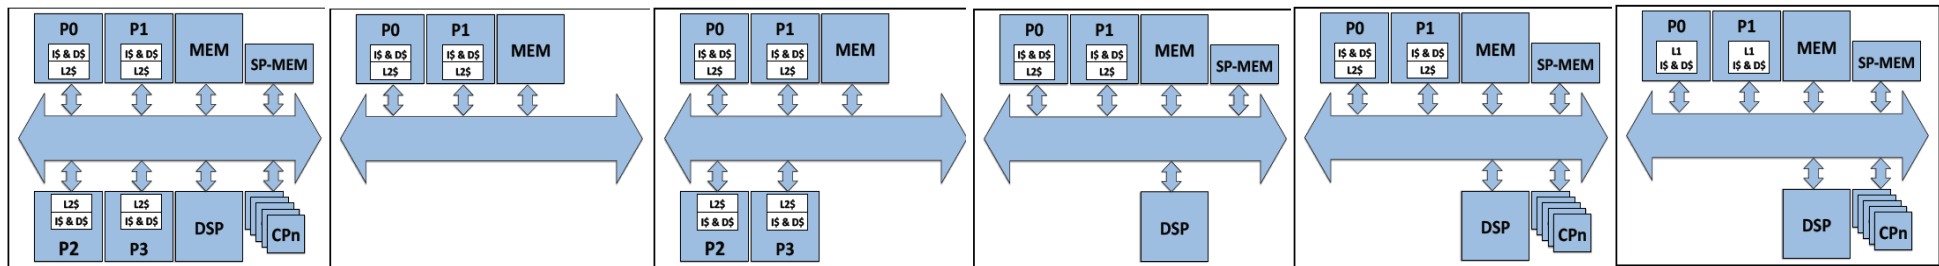 P0 P1 MEM SP-MEM
I$ & D$ I$ & D$
L2$ L2$
L2$ L2$ DSP CPn
I$ & D$ I$ & D$
P2 P3
P0 P1 MEM
I$ & D$ I$ & D$
L2$ L2$
P0 P1 MEM
I$ & D$ I$ & D$
L2$ L2$
L2$ L2$
I$ & D$ I$ & D$
P2 P3
P0 P1 MEM SP-MEM
I$ & D$ I$ & D$
L2$ L2$
DSP
P0 P1 MEM SP-MEM
I$ & D$ I$ & D$
L2$ L2$
DSP CPn
P0 P1 MEM SP-MEM
L1 L1
I$ & D$ I$ & D$
DSP CPn